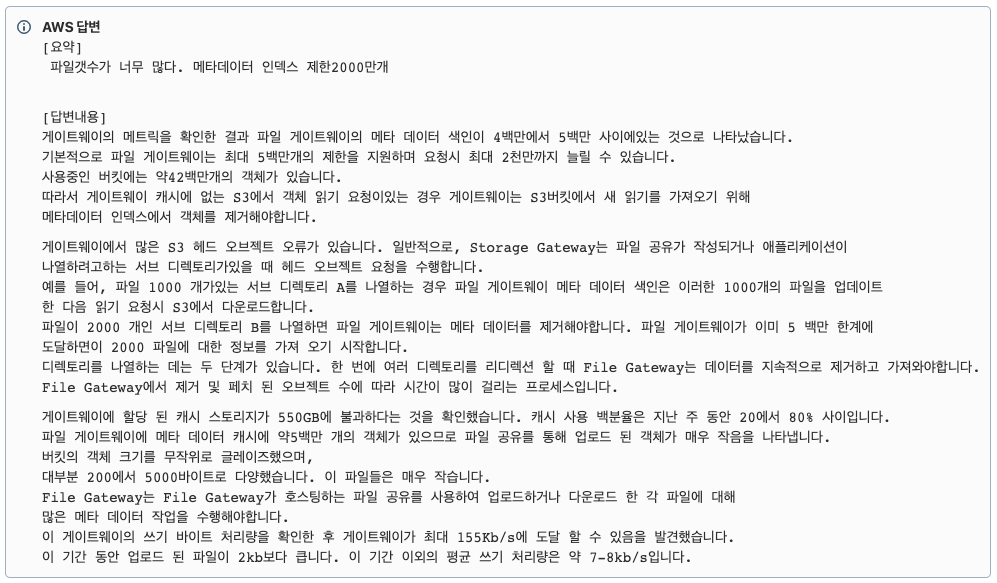 AWS 답변
[요약]
파일갯수가 너무 많다. 메타데이터 인덱스 제한2000만개
[답변내용]
게이트웨이의 메트릭을 확인한 결과 파일 게이트웨이의 메타 데이터 색인이 4백만에서 5백만 사이에있는 것으로 나타났습니다.
기본적으로 파일 게이트웨이는 최대 5백만개의 제한을 지원하며 요청시 최대 2천만까지 늘릴 수 있습니다.
사용중인 버킷에는 약42백만개의 객체가 있습니다.
따라서 게이트웨이 캐시에 없는 S3에서 객체 읽기 요청이있는 경우 게이트웨이는 S3버킷에서 새 읽기를 가져오기 위해
메타데이터 인덱스에서 객체를 제거해야합니다.
게이트웨이에서 많은 S3 헤드 오브젝트 오류가 있습니다. 일반적으로, Storage Gateway는 파일 공유가 작성되거나 애플리케이션이
나열하려고하는 서브 디렉토리가있을 때 헤드 오브젝트 요청을 수행합니다.
예를 들어, 파일 1000 개가있는 서브 디렉토리 A를 나열하는 경우 파일 게이트웨이 메타 데이터 색인은 이러한 1000개의 파일을 업데이트
한 다음 읽기 요청시 S3에서 다운로드합니다.
파일이 2000 개인 서브 디렉토리 B를 나열하면 파일 게이트웨이는 메타 데이터를 제거해야합니다. 파일 게이트웨이가 이미 5 백만 한계에
도달하면이 2000 파일에 대한 정보를 가져 오기 시작합니다.
디렉토리를 나열하는 데는 두 단계가 있습니다. 한 번에 여러 디렉토리를 리디렉션 할 때 File Gateway는 데이터를 지속적으로 제거하고 가져와야합니다.
File Gateway에서 제거 및 페치 된 오브젝트 수에 따라 시간이 많이 걸리는 프로세스입니다.
게이트웨이에 할당 된 캐시 스토리지가 550GB에 불과하다는 것을 확인했습니다. 캐시 사용 백분율은 지난 주 동안 20에서 80% 사이입니다.
파일 게이트웨이에 메타 데이터 캐시에 약5백만 개의 객체가 있으므로 파일 공유를 통해 업로드 된 객체가 매우 작음을 나타냅니다.
버킷의 객체 크기를 무작위로 글레이즈했으며,
대부분 200에서 5000바이트로 다양했습니다. 이 파일들은 매우 작습니다.
File Gateway는 File Gateway가 호스팅하는 파일 공유를 사용하여 업로드하거나 다운로드 한 각 파일에 대해
많은 메타 데이터 작업을 수행해야합니다.
이 게이트웨이의 쓰기 바이트 처리량을 확인한 후 게이트웨이가 최대 155Kb/s에 도달 할 수 있음을 발견했습니다.
이 기간 동안 업로드 된 파일이 2kb보다 큽니다. 이 기간 이외의 평균 쓰기 처리량은 약 7-8kb/s입니다.